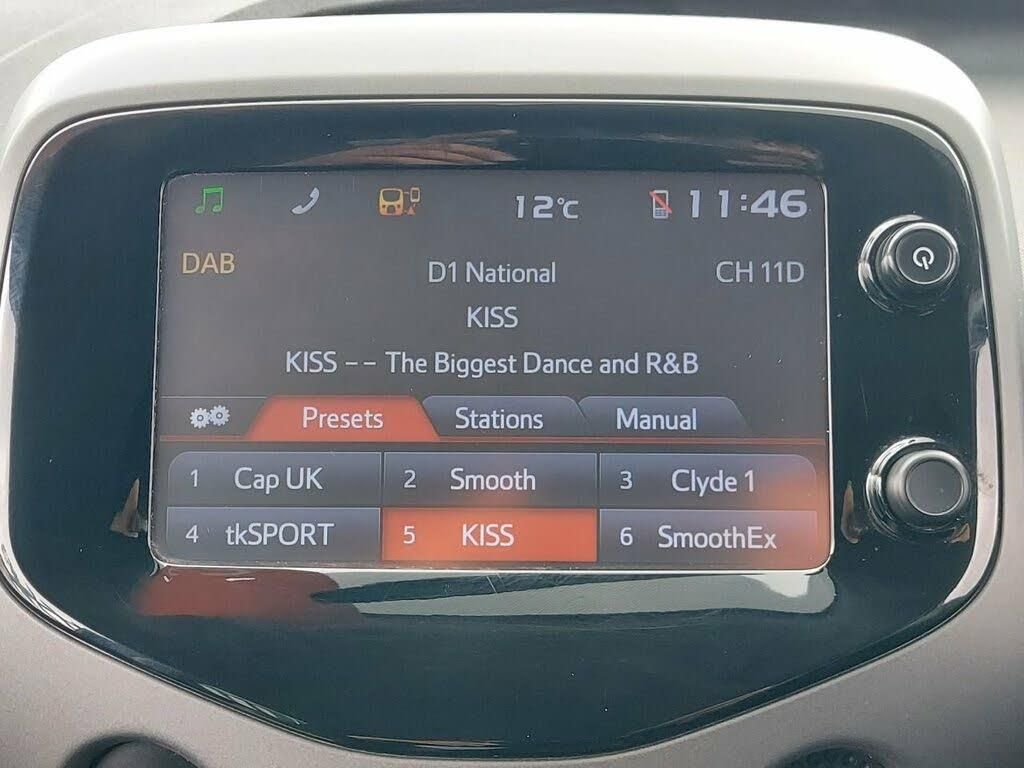 12°C 11:46
DAB D1 National CH 11D
KISS
KISS -- The Biggest Dance and R&B
Presets Stations Manual
1 Cap UK 2 Smooth 3 Clyde 1
4 tkSPORT 5 KISS 6 SmoothEx